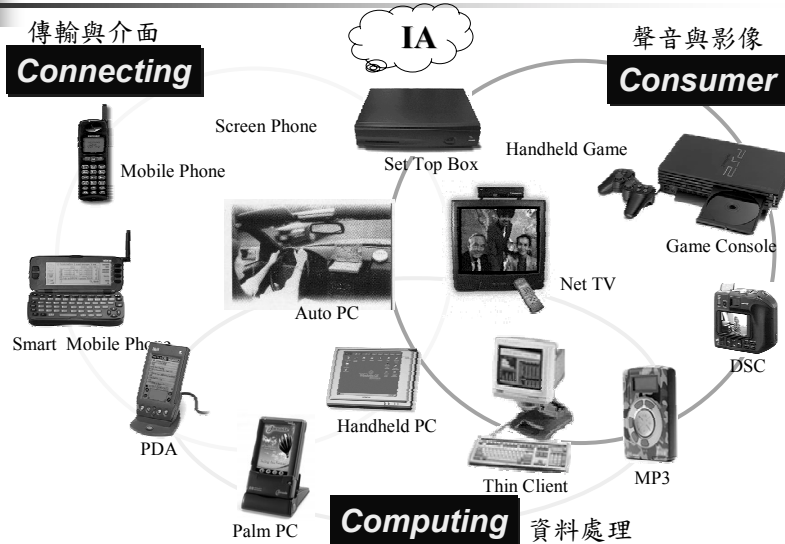 傳輸與介面
IA
聲音與影像
Connecting
Consumer
Screen Phone
Set Top Box
Handheld Game
Mobile Phone
Game Console
Net TV
Auto PC
Smart Mobile Phone
DSC
PDA
Handheld PC
Thin Client
MP3
Palm PC
Computing
資料處理